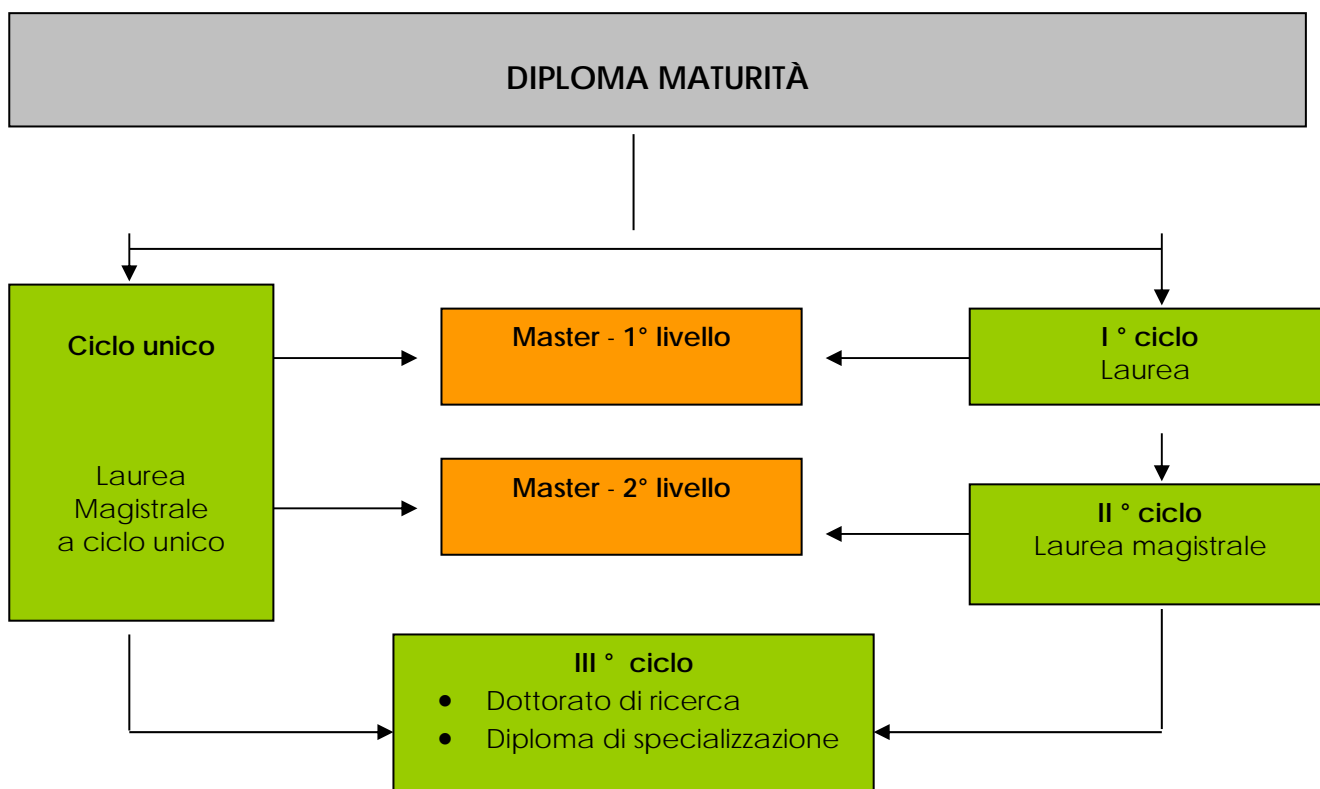 DIPLOMA MATURITÀ
Ciclo unico
Laurea
Magistrale
a ciclo unico
Master - 1° livello
I ° ciclo
Laurea
Master - 2° livello
II ° ciclo
Laurea magistrale
III ° ciclo
• Dottorato di ricerca
• Diploma di specializzazione